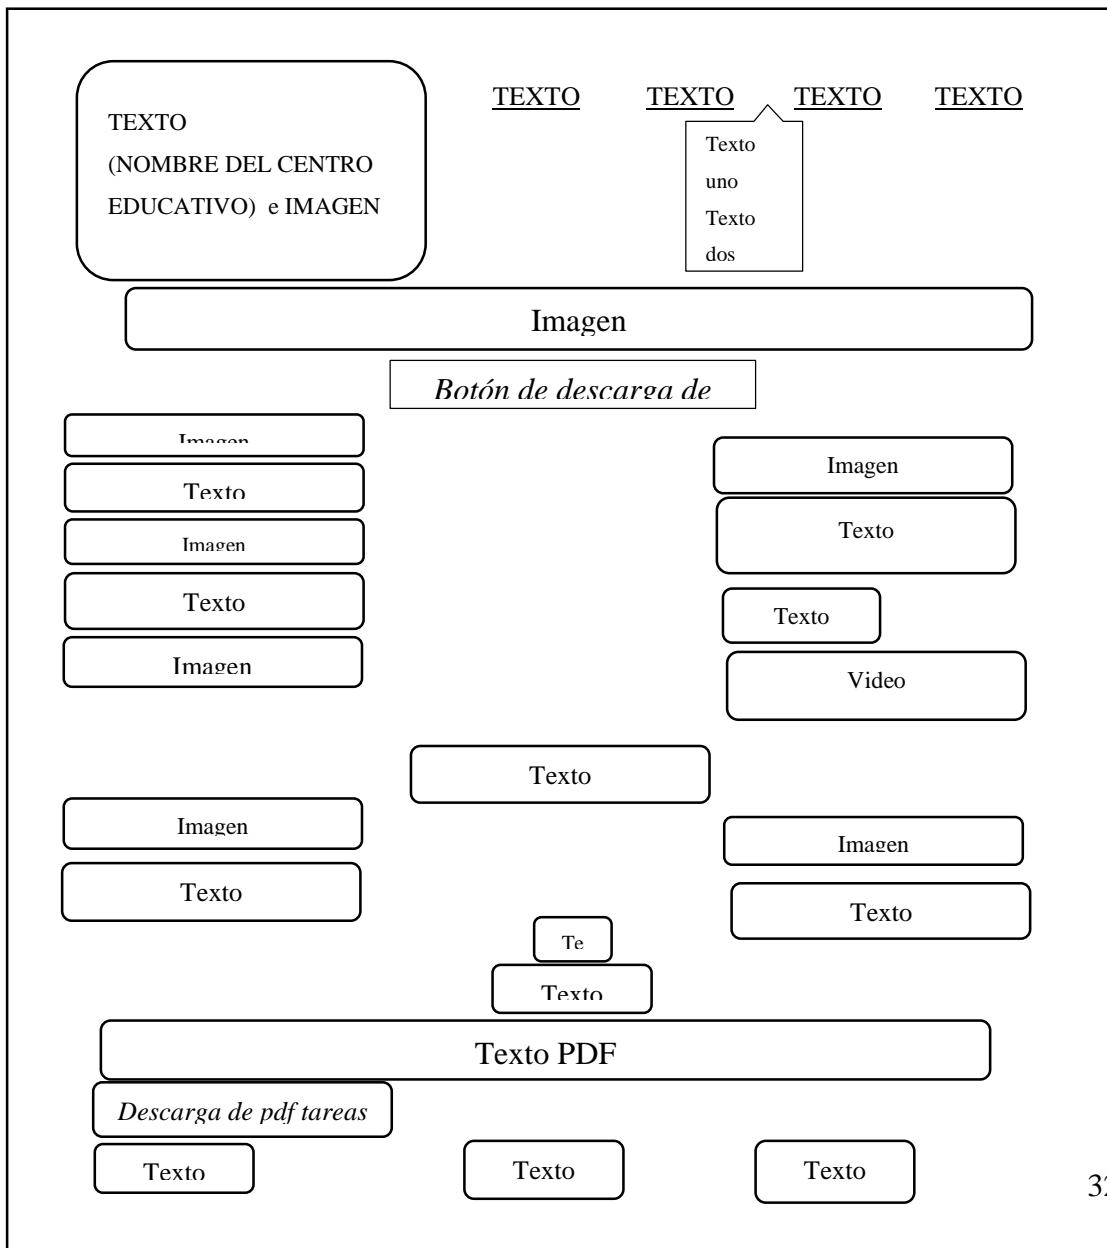 TEXTO
(NOMBRE DEL CENTRO
EDUCATIVO) e IMAGEN
TEXTO TEXTO TEXTO TEXTO
Texto
uno
Texto
dos
Imagen
Botón de descarga de
Imagen
Texto
Imagen
Texto
Imagen
Imagen
Texto
Texto
Video
Texto
Imagen
Texto
Imagen
Texto
Te
Texto
Texto PDF
Descarga de pdf tareas
Texto
Texto
Texto